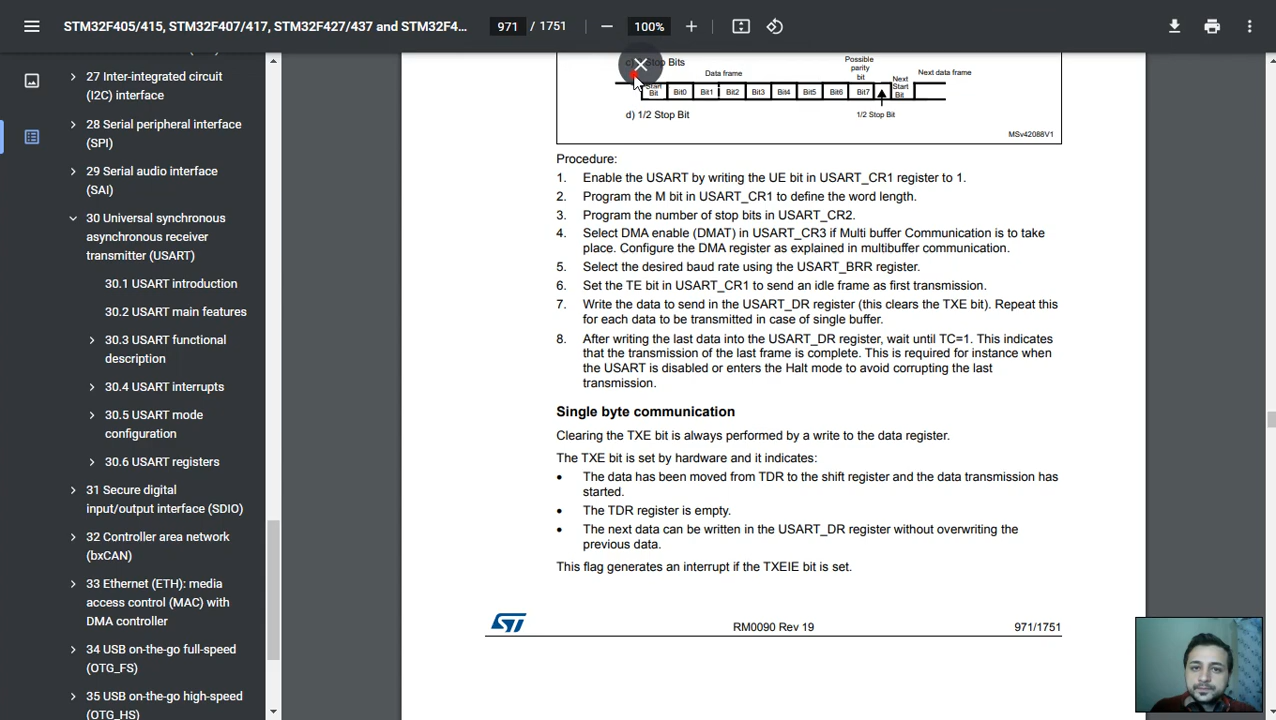 STM32F405/415, STM32F407/417, STM32F427/437 and STM32F4...
971 / 1751
100%
27 Inter-integrated circuit
(I2C) interface
28 Serial peripheral interface
(SPI)
29 Serial audio interface
(SAI)
30 Universal synchronous
asynchronous receiver
transmitter (USART)
30.1 USART introduction
30.2 USART main features
30.3 USART functional
description
30.4 USART interrupts
30.5 USART mode
configuration
30.6 USART registers
31 Secure digital
input/output interface (SDIO)
32 Controller area network
(bxCAN)
33 Ethernet (ETH): media
access control (MAC) with
DMA controller
34 USB on-the-go full-speed
(OTG_FS)
35 USB on-the-go high-speed
(OTG_HS)
Stop Bits
Data frame
Possible
parity
bit
Next data frame
Start
Bit
Bit0
Bit1
Bit2
Bit3
Bit4
Bit5
Bit6
Bit7
Next
Start
Bit
d) 1/2 Stop Bit
1/2 Stop Bit
MSv42088V1
Procedure:
1. Enable the USART by writing the UE bit in USART_CR1 register to 1.
2. Program the M bit in USART_CR1 to define the word length.
3. Program the number of stop bits in USART_CR2.
4. Select DMA enable (DMAT) in USART_CR3 if Multi buffer Communication is to take
place. Configure the DMA register as explained in multibuffer communication.
5. Select the desired baud rate using the USART_BRR register.
6. Set the TE bit in USART_CR1 to send an idle frame as first transmission.
7. Write the data to send in the USART_DR register (this clears the TXE bit). Repeat this
for each data to be transmitted in case of single buffer.
8. After writing the last data into the USART_DR register, wait until TC=1. This indicates
that the transmission of the last frame is complete. This is required for instance when
the USART is disabled or enters the Halt mode to avoid corrupting the last
transmission.
Single byte communication
Clearing the TXE bit is always performed by a write to the data register.
The TXE bit is set by hardware and it indicates:
• The data has been moved from TDR to the shift register and the data transmission has
started.
• The TDR register is empty.
• The next data can be written in the USART_DR register without overwriting the
previous data.
This flag generates an interrupt if the TXEIE bit is set.
ST
RM0090 Rev 19
971/1751